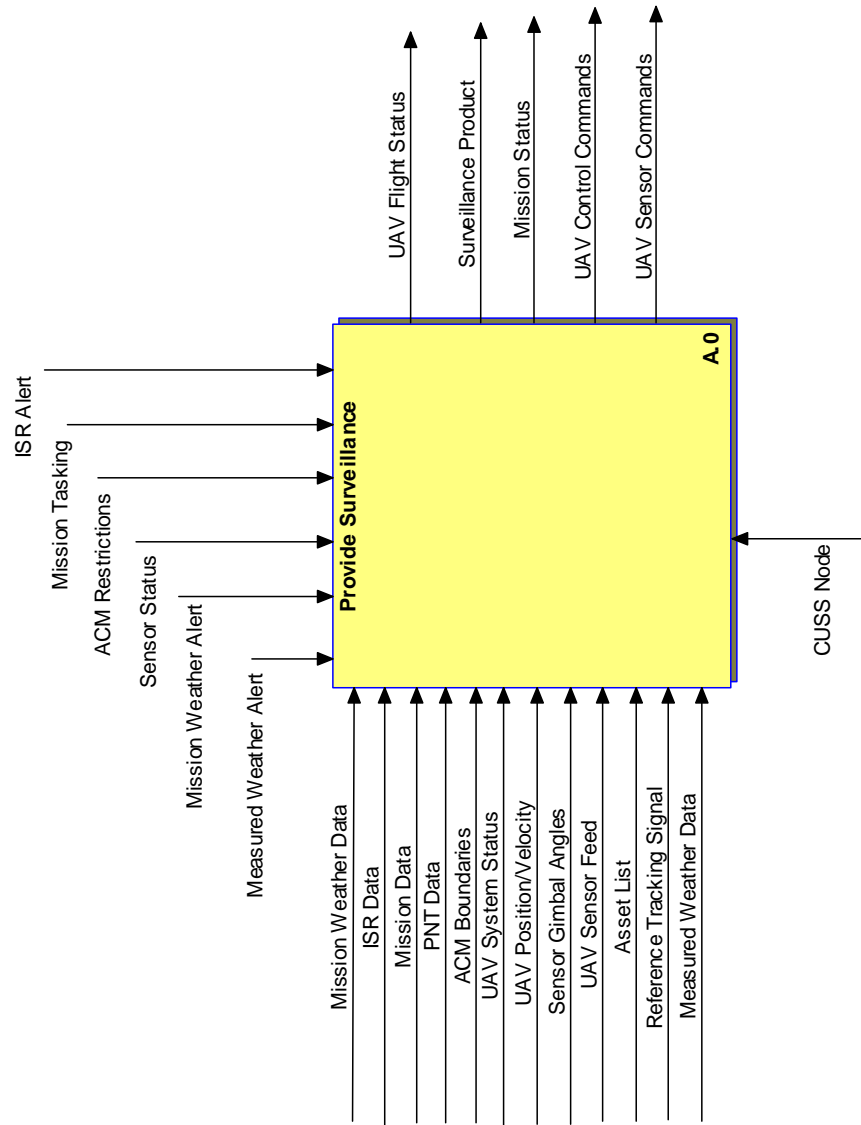 ISR Alert
Mission Tasking
ACM Restrictions
Sensor Status
Mission Weather Alert
Measured Weather Alert
Mission Weather Data
ISR Data
Mission Data
PNT Data
ACM Boundaries
UAV System Status
UAV Position/Velocity
Sensor Gimbal Angles
UAV Sensor Feed
Asset List
Reference Tracking Signal
Measured Weather Data
Provide Surveillance
A.0
UAV Flight Status
Surveillance Product
Mission Status
UAV Control Commands
UAV Sensor Commands
CUSS Node